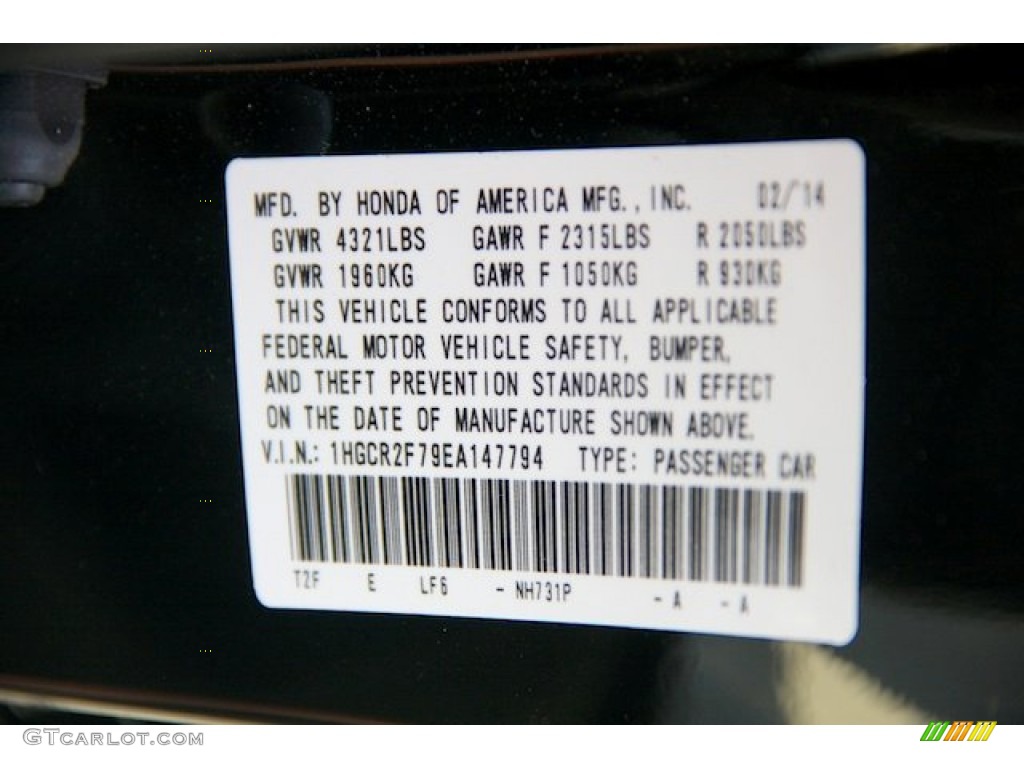 MFD. BY HONDA OF AMERICA MFG., INC. 02/14
GVWR 4321LBS GAWR F 2315LBS R 2050LBS
GVWR 1960KG GAWR F 1050KG R 930KG
THIS VEHICLE CONFORMS TO ALL APPLICABLE
FEDERAL MOTOR VEHICLE SAFETY, BUMPER,
AND THEFT PREVENTION STANDARDS IN EFFECT
ON THE DATE OF MANUFACTURE SHOWN ABOVE.
V.I.N.: 1HGCR2F79EA147794 TYPE: PASSENGER CAR
T2F E LF6 - NH731P - A - A
GTCARLOT.COM